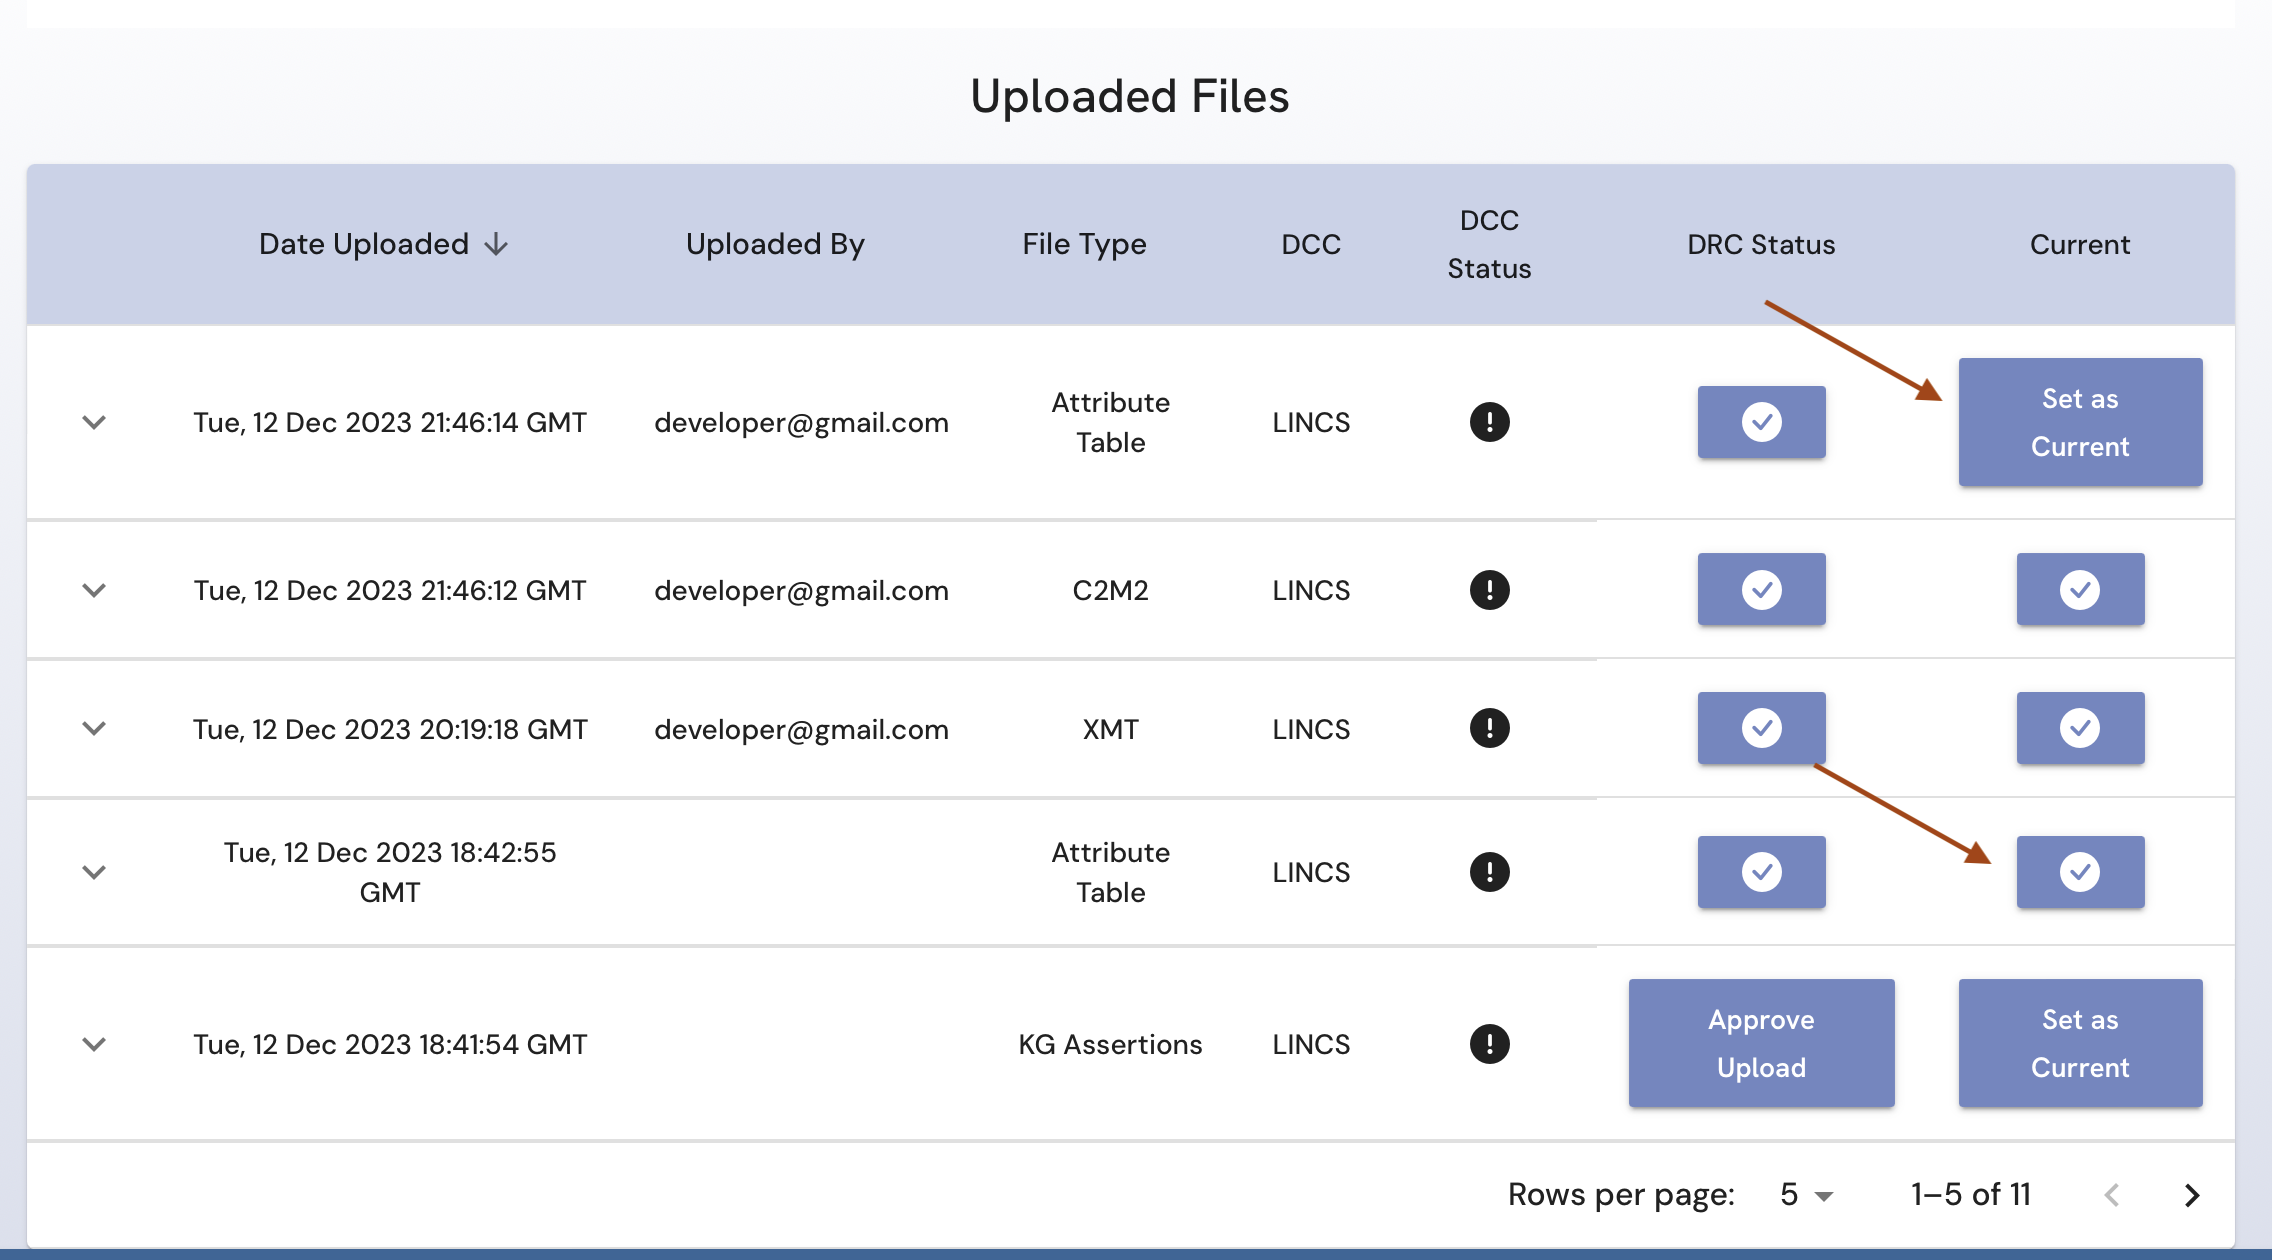 Uploaded Files
Date Uploaded
Uploaded By
File Type
DCC
DCC
Status
DRC Status
Current
Tue, 12 Dec 2023 21:46:14 GMT
developer@gmail.com
Attribute
Table
LINCS
Set as
Current
Tue, 12 Dec 2023 21:46:12 GMT
developer@gmail.com
C2M2
LINCS
Tue, 12 Dec 2023 20:19:18 GMT
developer@gmail.com
XMT
LINCS
Tue, 12 Dec 2023 18:42:55
GMT
Attribute
Table
LINCS
Tue, 12 Dec 2023 18:41:54 GMT
KG Assertions
LINCS
Approve
Upload
Set as
Current
Rows per page: 5 1–5 of 11